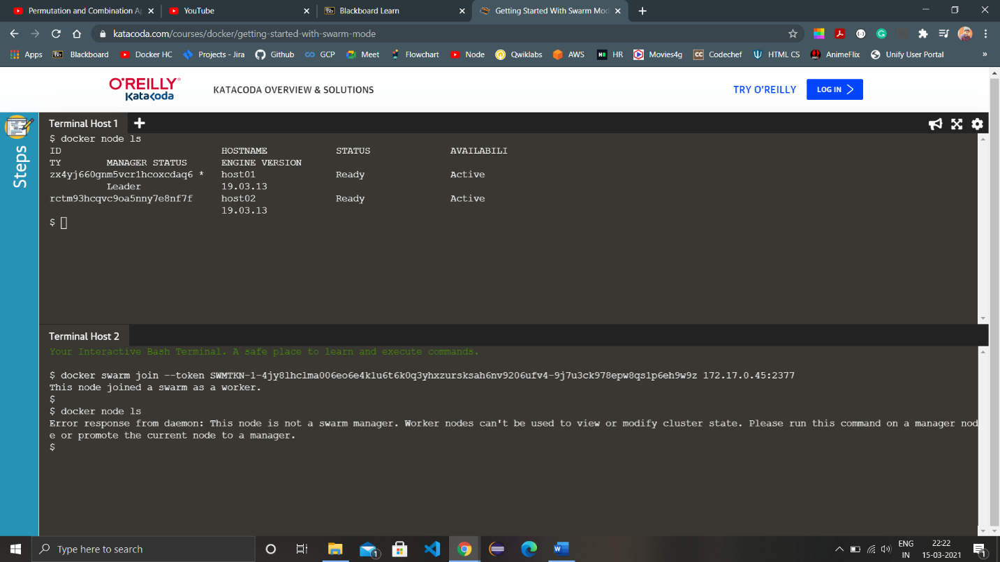 Permutation and Combination A
YouTube
Blackboard Learn
Getting Started With Swarm Mod
katacoda.com/courses/docker/getting-started-with-swarm-mode
Apps Bb Blackboard Docker HC Projects - Jira Github GCP Meet Flowchart Node Qwiklabs AWS HR Movies4g CC Codechef HTML CS AnimeFlix Unify User Portal »
O'REILLY®
Katacoda
KATACODA OVERVIEW & SOLUTIONS
TRY O'REILLY
LOG IN
Steps
Terminal Host 1
$ docker node ls
ID HOSTNAME STATUS AVAILABILI
TY MANAGER STATUS ENGINE VERSION
zx4yj660gnm5vcr1hcoxcdaq6 * host01 Ready Active
Leader 19.03.13
rctm93hcqvc9oa5nny7e8nf7f host02 Ready Active
19.03.13
$
Terminal Host 2
Your Interactive Bash Terminal. A safe place to learn and execute commands.
$ docker swarm join --token SWMTKN-1-4jy8lhclma006eo6e4k1u6t6k0q3yhxzursksah6nv9206ufv4-9j7u3ck978epw8qs1p6eh9w9z 172.17.0.45:2377
This node joined a swarm as a worker.
$
$ docker node ls
Error response from daemon: This node is not a swarm manager. Worker nodes can't be used to view or modify cluster state. Please run this command on a manager nod
e or promote the current node to a manager.
$
Type here to search
1
ENG
IN
22:22
15-03-2021
1